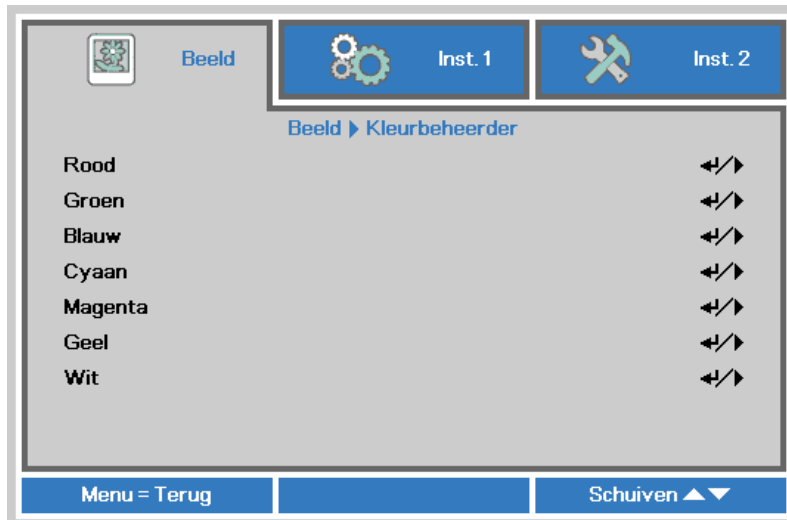 Beeld Inst. 1 Inst. 2
Beeld Kleurbeheerder
Rood
Groen
Blauw
Cyaan
Magenta
Geel
Wit
Menu = Terug Schuiven